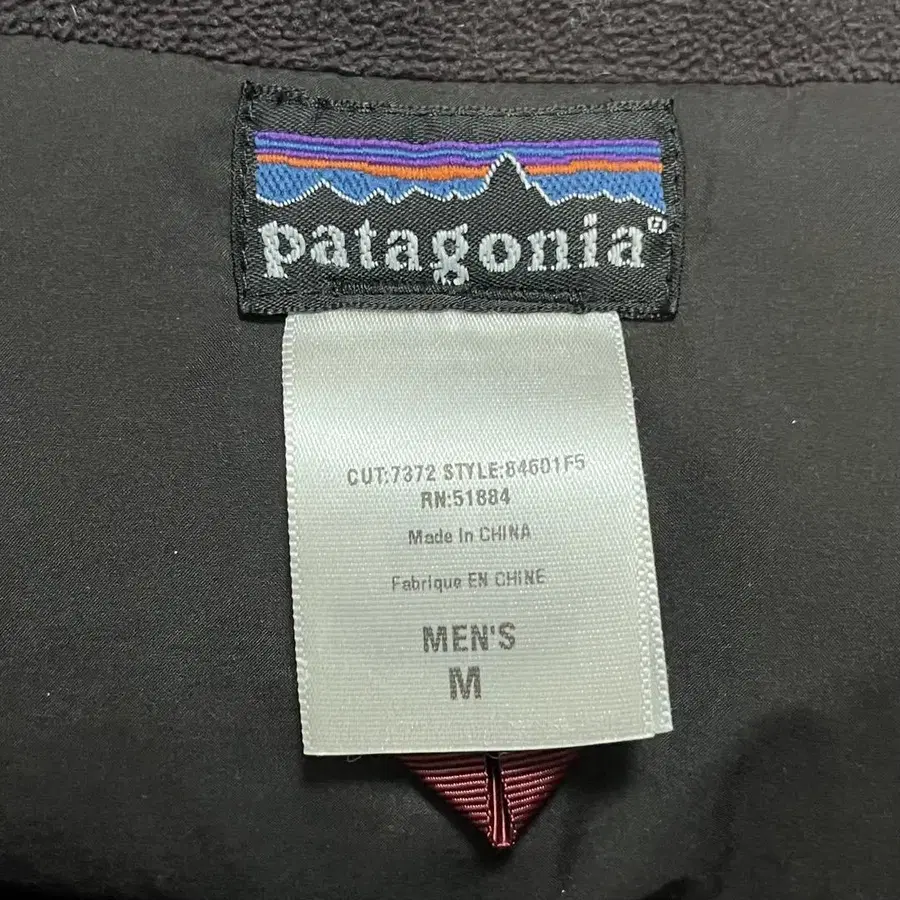 patagonia®
CUT:7372 STYLE:84601F5
RN:51884
Made In CHINA
Fabrique EN CHINE
MEN'S
M